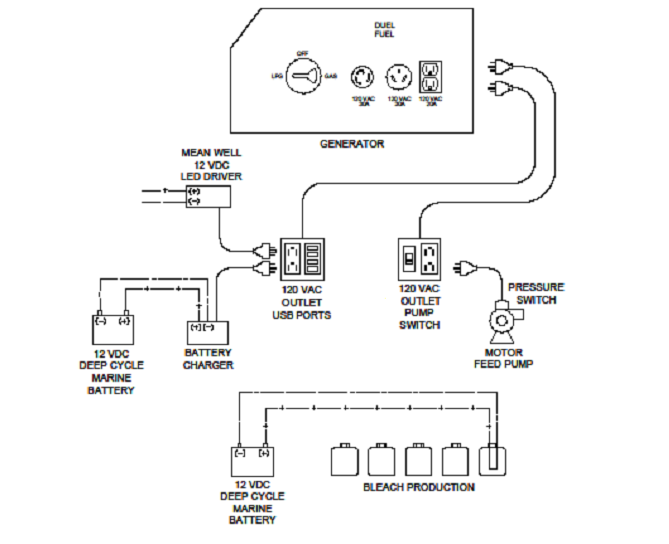 DUEL
FUEL
OFF
LPG
GAS
120 VAC
30A
120 VAC
30A
120 VAC
20A
GENERATOR
MEAN WELL
12 VDC
LED DRIVER
(+)
(-)
120 VAC
OUTLET
USB PORTS
120 VAC
OUTLET
PUMP
SWITCH
PRESSURE
SWITCH
MOTOR
FEED PUMP
(-) (+)
12 VDC
DEEP CYCLE
MARINE
BATTERY
(+) (-)
BATTERY
CHARGER
(-) (+)
12 VDC
DEEP CYCLE
MARINE
BATTERY
BLEACH PRODUCTION